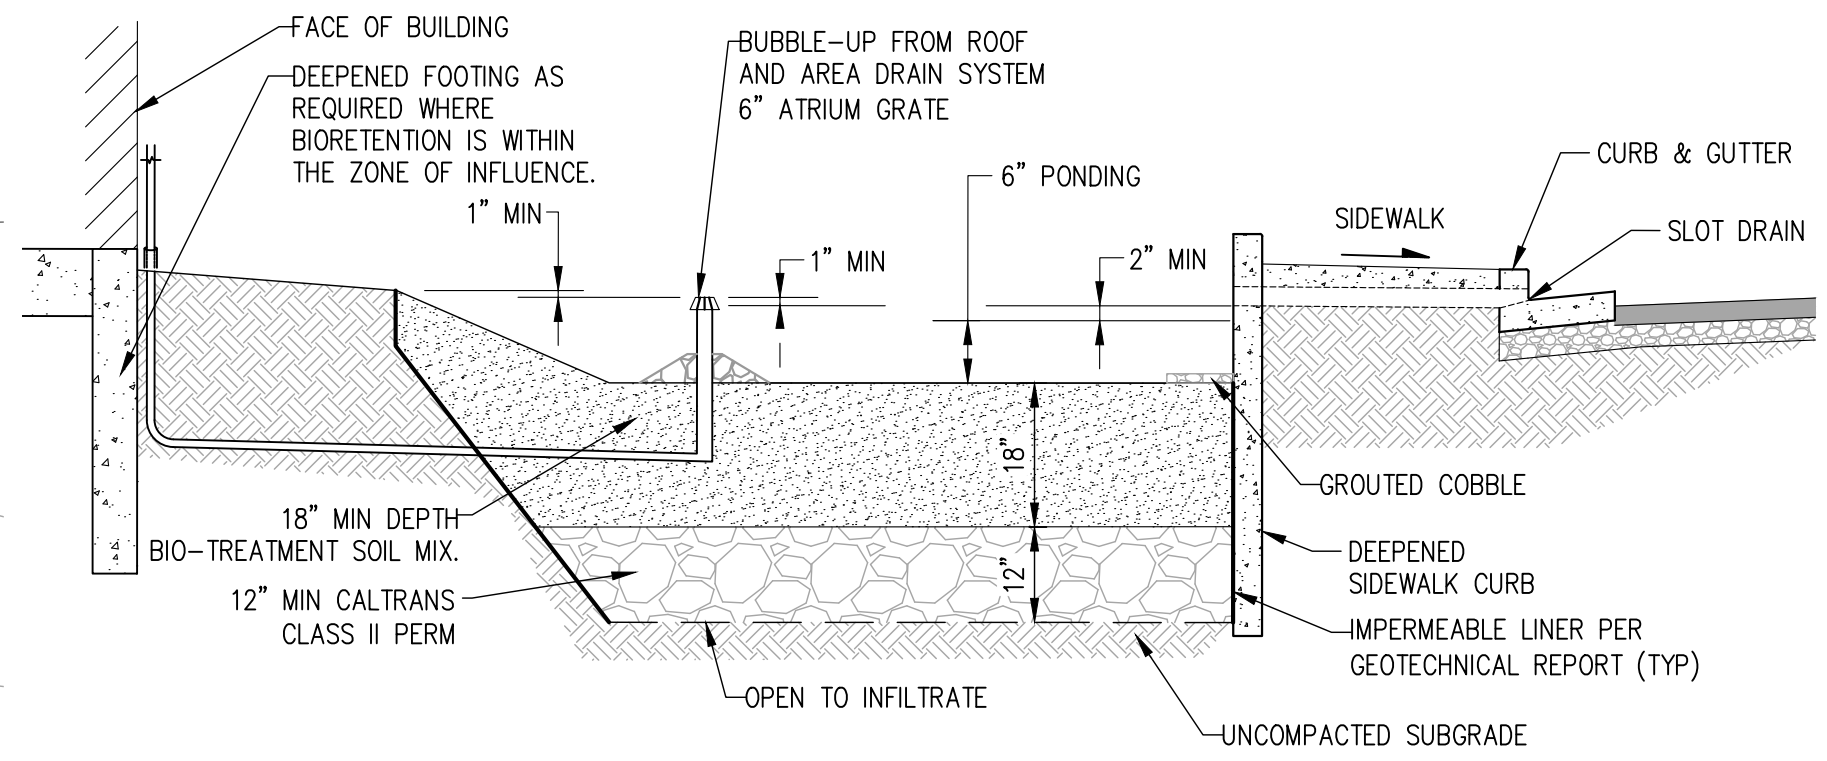 FACE OF BUILDING
DEEPENED FOOTING AS
REQUIRED WHERE
BIORETENTION IS WITHIN
THE ZONE OF INFLUENCE.
BUBBLE-UP FROM ROOF
AND AREA DRAIN SYSTEM
6" ATRIUM GRATE
1" MIN
1" MIN
6" PONDING
2" MIN
SIDEWALK
CURB & GUTTER
SLOT DRAIN
18"
12"
GROUTED COBBLE
18" MIN DEPTH
BIO-TREATMENT SOIL MIX.
12" MIN CALTRANS
CLASS II PERM
DEEPENED
SIDEWALK CURB
IMPERMEABLE LINER PER
GEOTECHNICAL REPORT (TYP)
OPEN TO INFILTRATE
UNCOMPACTED SUBGRADE